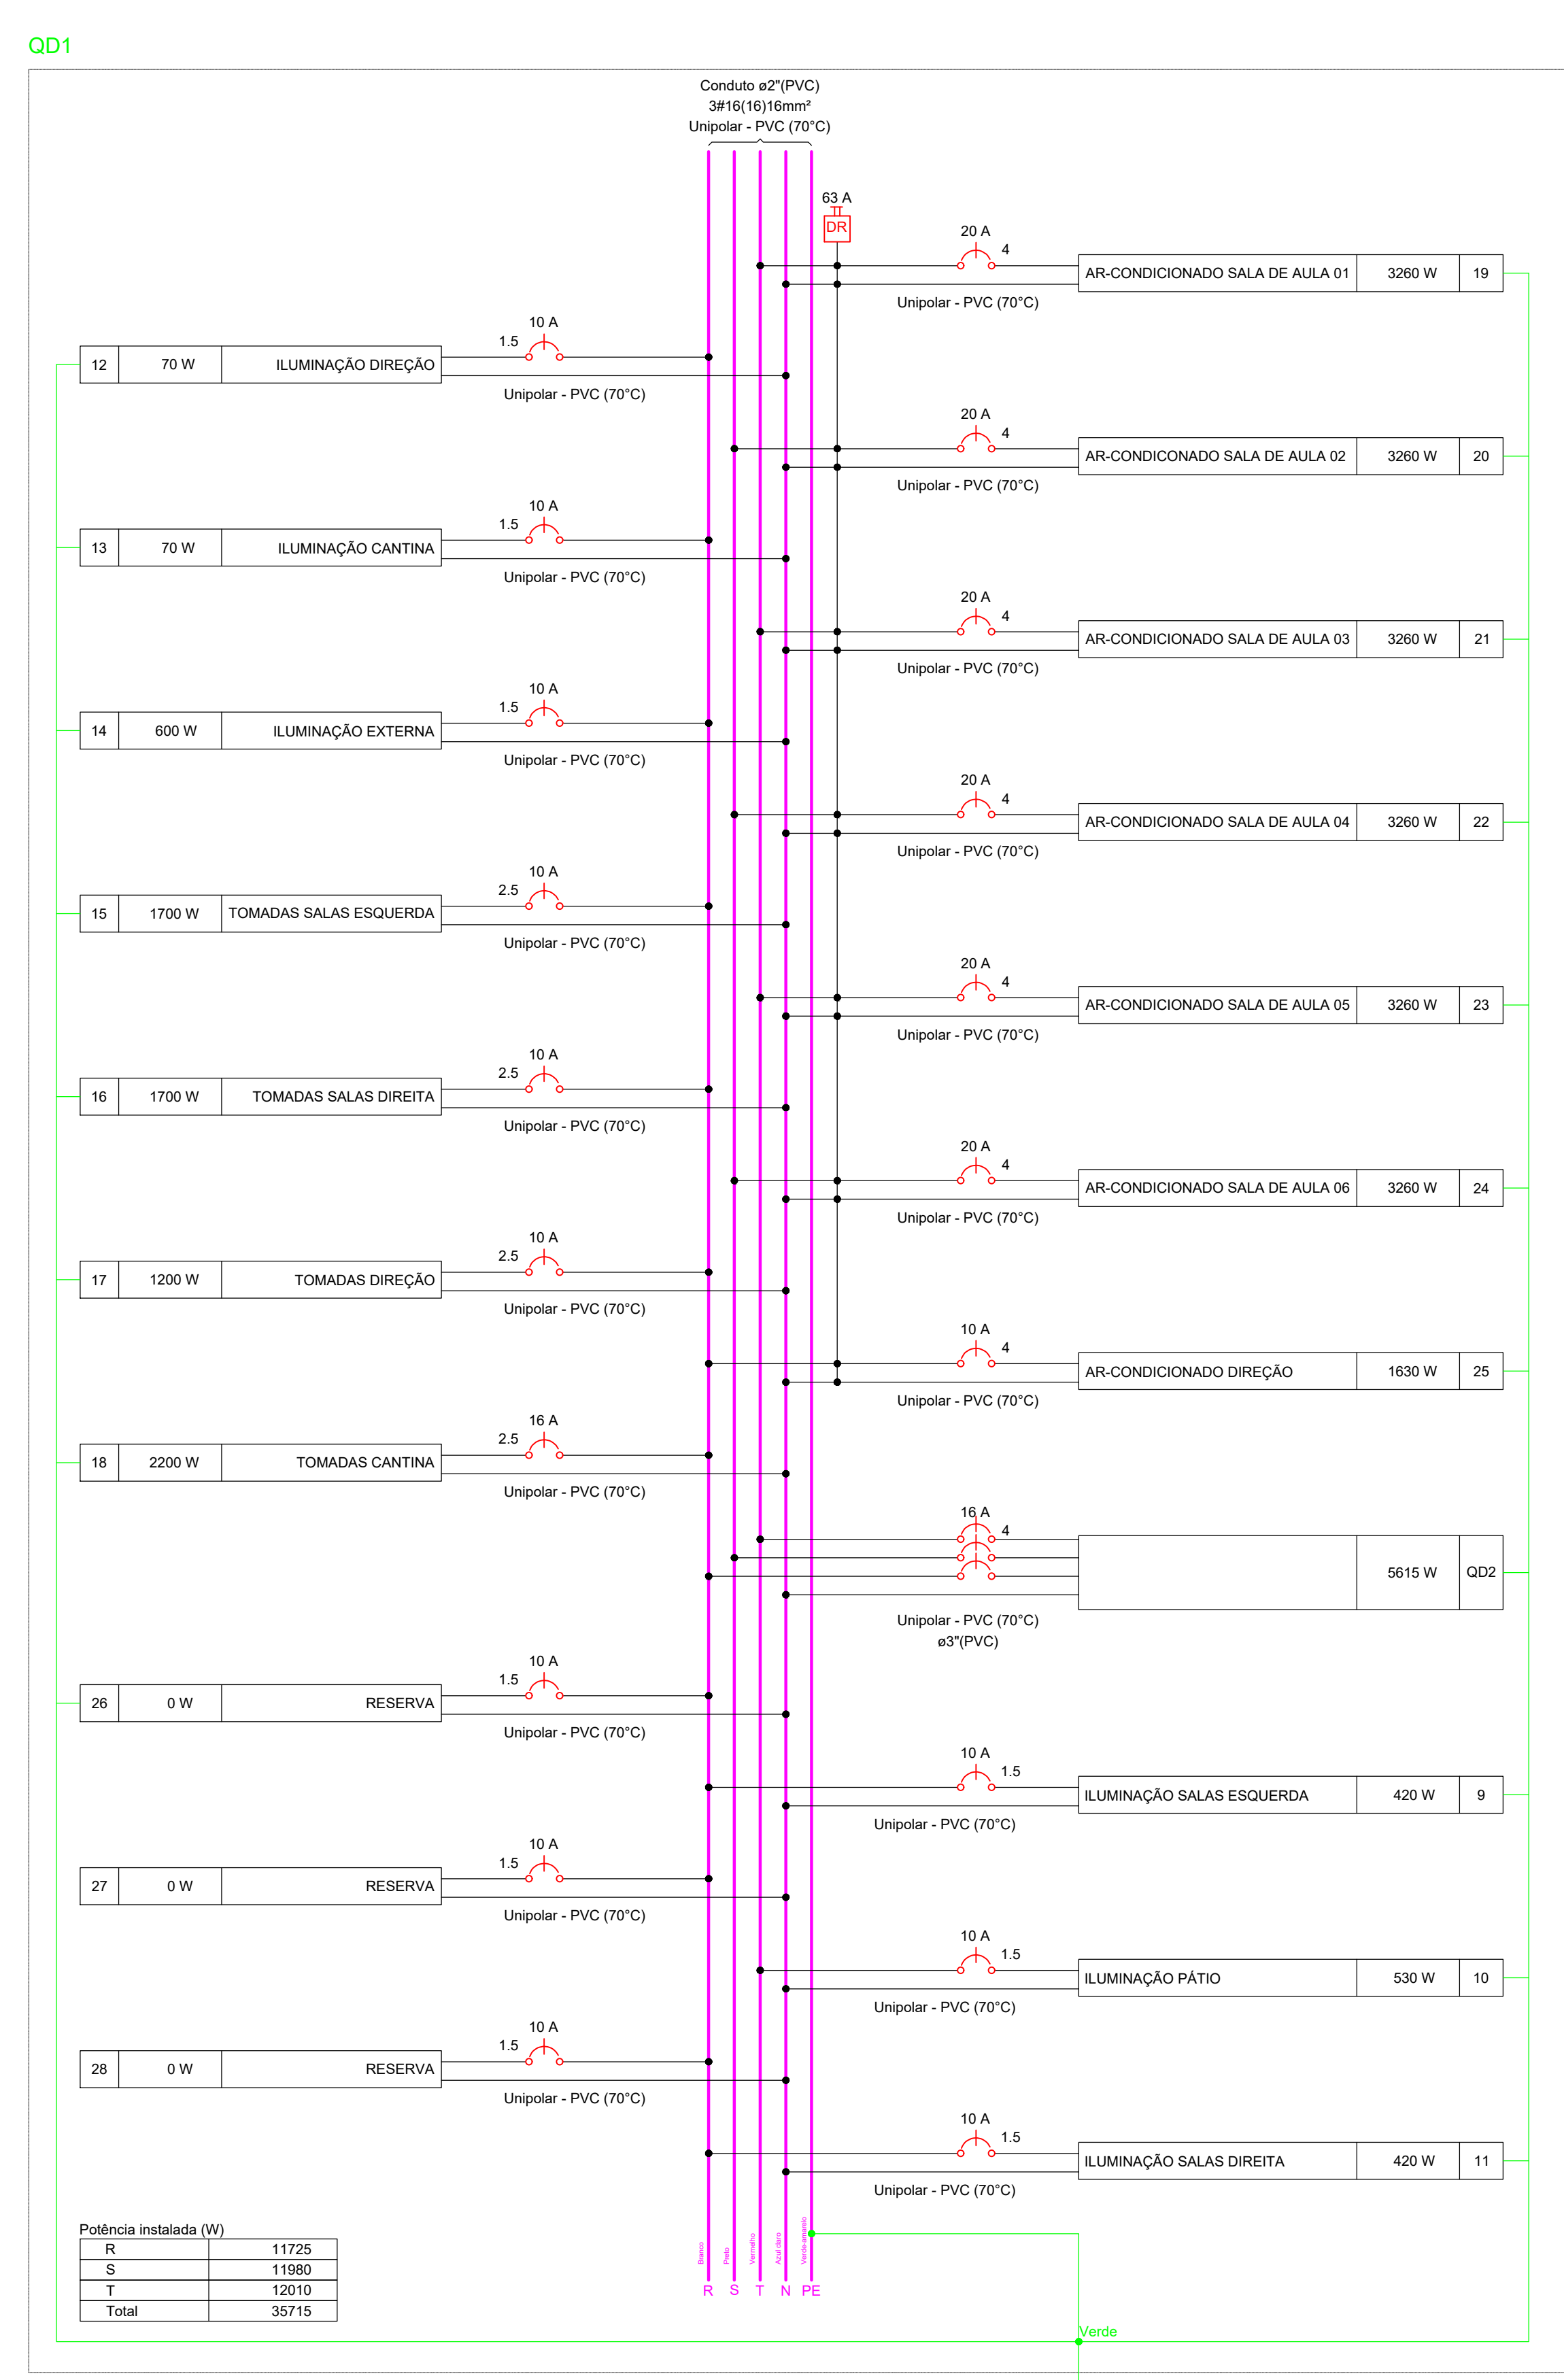 QD1
Conduto ø2"(PVC)
3#16(16)16mm²
Unipolar - PVC (70°C)
63 A
DR
20 A
4
AR-CONDICIONADO SALA DE AULA 01 3260 W 19
Unipolar - PVC (70°C)
10 A
1.5
12 70 W ILUMINAÇÃO DIREÇÃO
Unipolar - PVC (70°C)
20 A
4
AR-CONDICONADO SALA DE AULA 02 3260 W 20
Unipolar - PVC (70°C)
10 A
1.5
13 70 W ILUMINAÇÃO CANTINA
Unipolar - PVC (70°C)
20 A
4
AR-CONDICIONADO SALA DE AULA 03 3260 W 21
Unipolar - PVC (70°C)
10 A
1.5
14 600 W ILUMINAÇÃO EXTERNA
Unipolar - PVC (70°C)
20 A
4
AR-CONDICIONADO SALA DE AULA 04 3260 W 22
Unipolar - PVC (70°C)
10 A
2.5
15 1700 W TOMADAS SALAS ESQUERDA
Unipolar - PVC (70°C)
20 A
4
AR-CONDICIONADO SALA DE AULA 05 3260 W 23
Unipolar - PVC (70°C)
10 A
2.5
16 1700 W TOMADAS SALAS DIREITA
Unipolar - PVC (70°C)
20 A
4
AR-CONDICIONADO SALA DE AULA 06 3260 W 24
Unipolar - PVC (70°C)
10 A
2.5
17 1200 W TOMADAS DIREÇÃO
Unipolar - PVC (70°C)
10 A
4
AR-CONDICIONADO DIREÇÃO 1630 W 25
Unipolar - PVC (70°C)
16 A
2.5
18 2200 W TOMADAS CANTINA
Unipolar - PVC (70°C)
16 A
4
5615 W QD2
Unipolar - PVC (70°C)
ø3"(PVC)
10 A
1.5
26 0 W RESERVA
Unipolar - PVC (70°C)
10 A
1.5
ILUMINAÇÃO SALAS ESQUERDA 420 W 9
Unipolar - PVC (70°C)
10 A
1.5
27 0 W RESERVA
Unipolar - PVC (70°C)
10 A
1.5
ILUMINAÇÃO PÁTIO 530 W 10
Unipolar - PVC (70°C)
10 A
1.5
28 0 W RESERVA
Unipolar - PVC (70°C)
10 A
1.5
ILUMINAÇÃO SALAS DIREITA 420 W 11
Unipolar - PVC (70°C)
Potência instalada (W)
R 11725
S 11980
T 12010
Total 35715
Branco
Preto
Vermelho
Azul claro
Verde-amarelo
R S T N PE
Verde